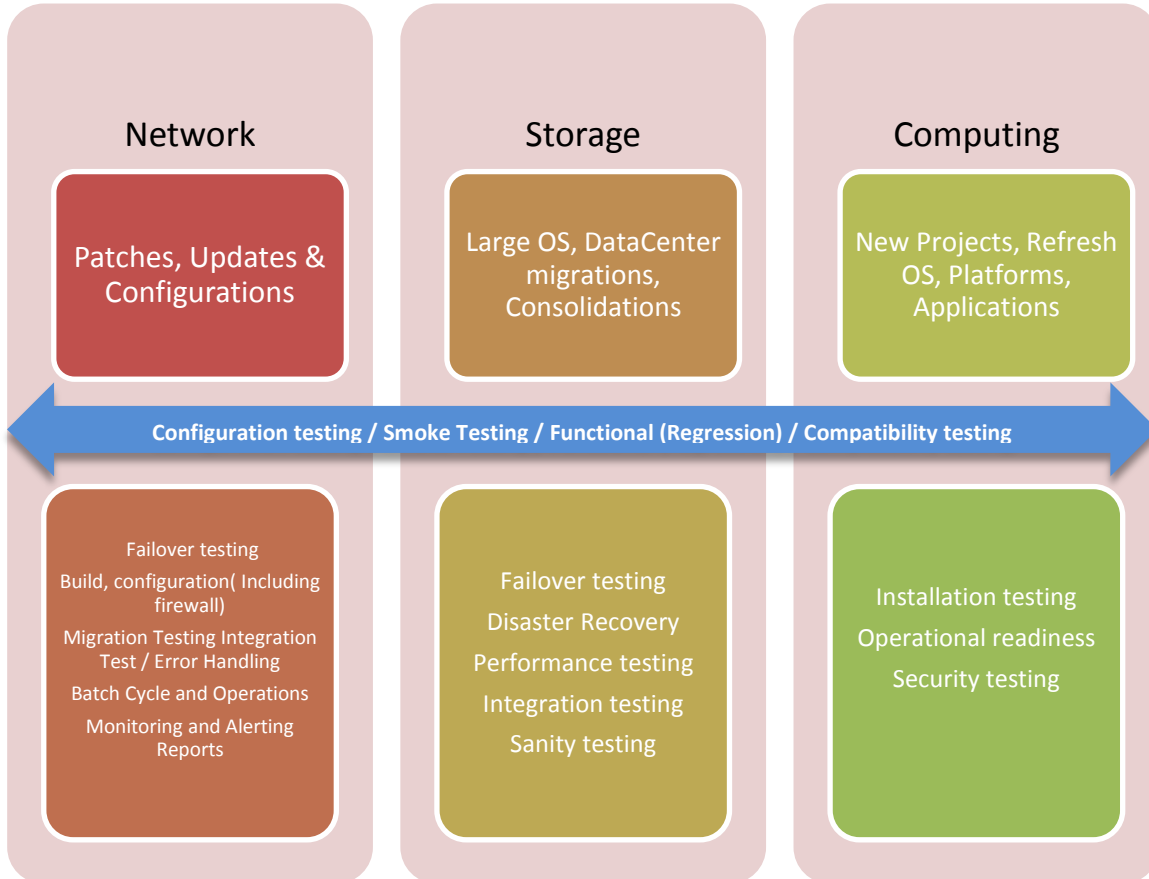 Network
Patches, Updates &
Configurations
Storage
Large OS, DataCenter
migrations,
Consolidations
Computing
New Projects, Refresh
OS, Platforms,
Applications
Configuration testing / Smoke Testing / Functional (Regression) / Compatibility testing
Failover testing
Build, configuration( Including
firewall)
Migration Testing Integration
Test / Error Handling
Batch Cycle and Operations
Monitoring and Alerting
Reports
Failover testing
Disaster Recovery
Performance testing
Integration testing
Sanity testing
Installation testing
Operational readiness
Security testing